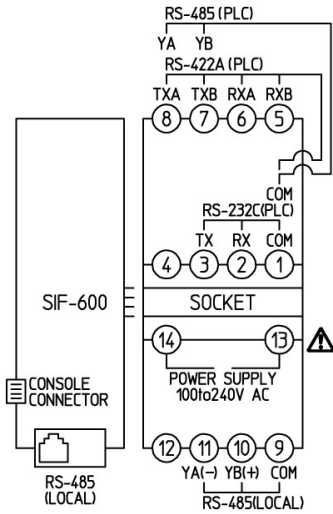 RS-485 (PLC)
YA YB
RS-422A (PLC)
TXA TXB RXA RXB
8 7 6 5
COM
RS-232C(PLC)
TX RX COM
4 3 2 1
SIF-600
SOCKET
14 13
POWER SUPPLY
100to240V AC
CONSOLE
CONNECTOR
12 11 10 9
YA(-) YB(+) COM
RS-485(LOCAL)
RS-485
(LOCAL)